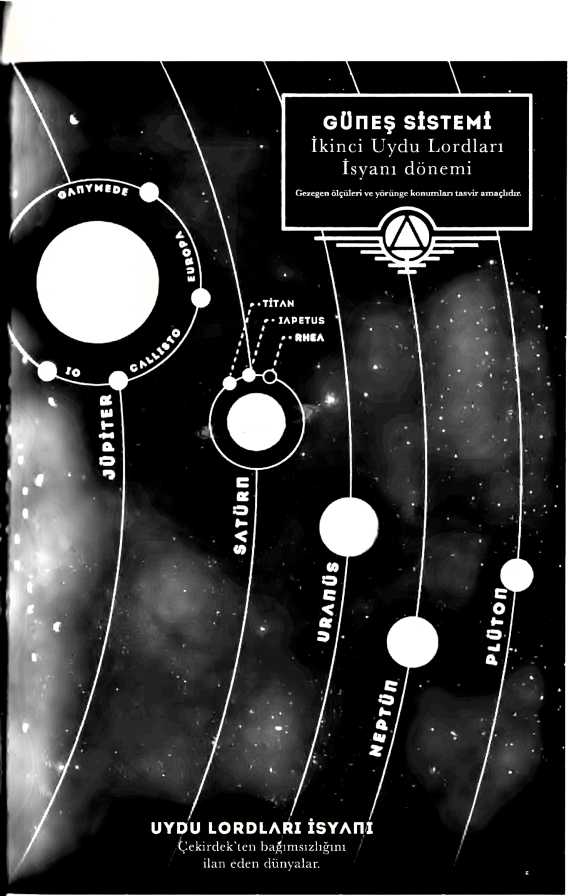 GÜNEŞ SİSTEMİ
İkinci Uydu Lordları
İsyanı dönemi
Gezegen ölçüleri ve yörünge konumları tasvir amaçlıdır.
GANYMEDE
EUROPA
CALLISTO
IO
JÜPİTER
TİTAN
IAPETUS
RHEA
SATÜRN
URANÜS
NEPTÜN
PLÜTON
UYDU LORDLARI İSYANI
Çekirdek'ten bağımsızlığını
ilan eden dünyalar.